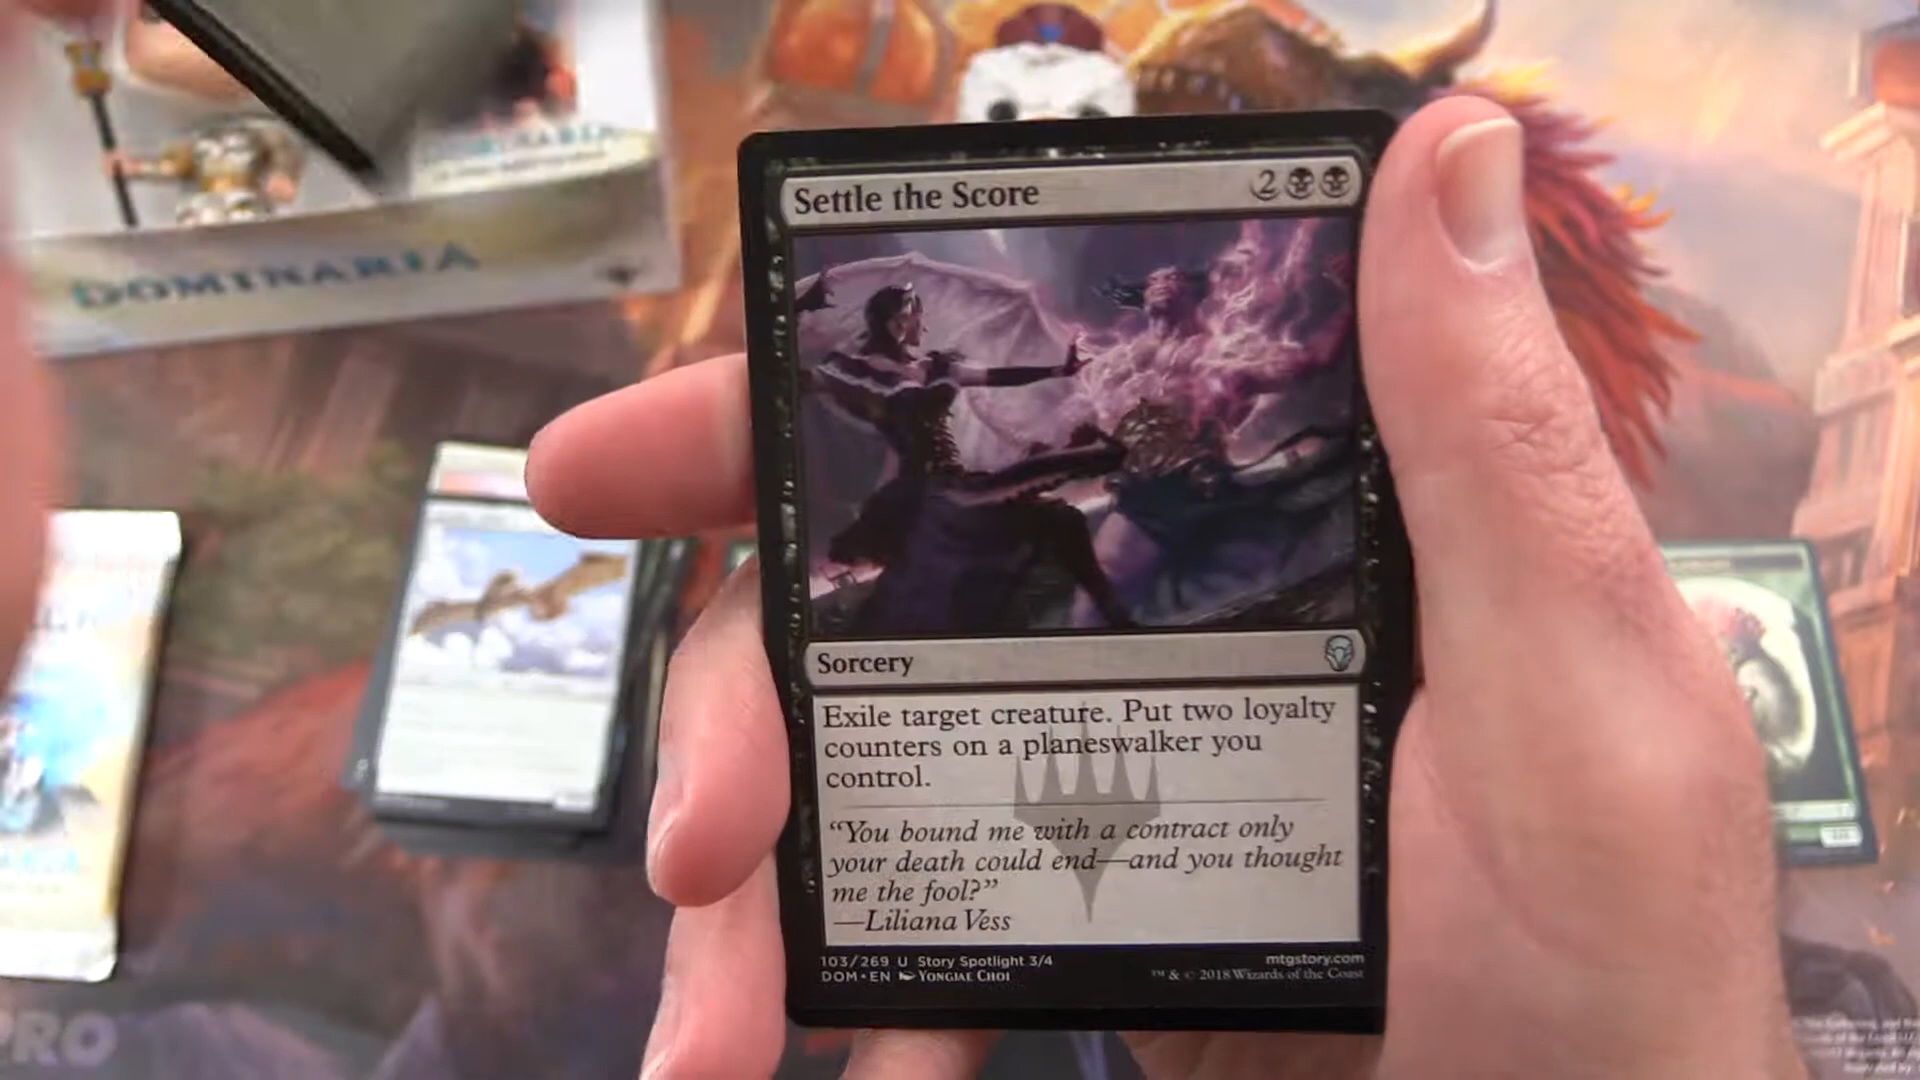 DOMINARIA
Settle the Score
2
Sorcery
Exile target creature. Put two loyalty
counters on a planeswalker you
control.
“You bound me with a contract only
your death could end—and you thought
me the fool?”
—Liliana Vess
103/269 U Story Spotlight 3/4
mtgstory.com
DOM•EN YONGJAE CHOI
™ & © 2018 Wizards of the Coast
PRO